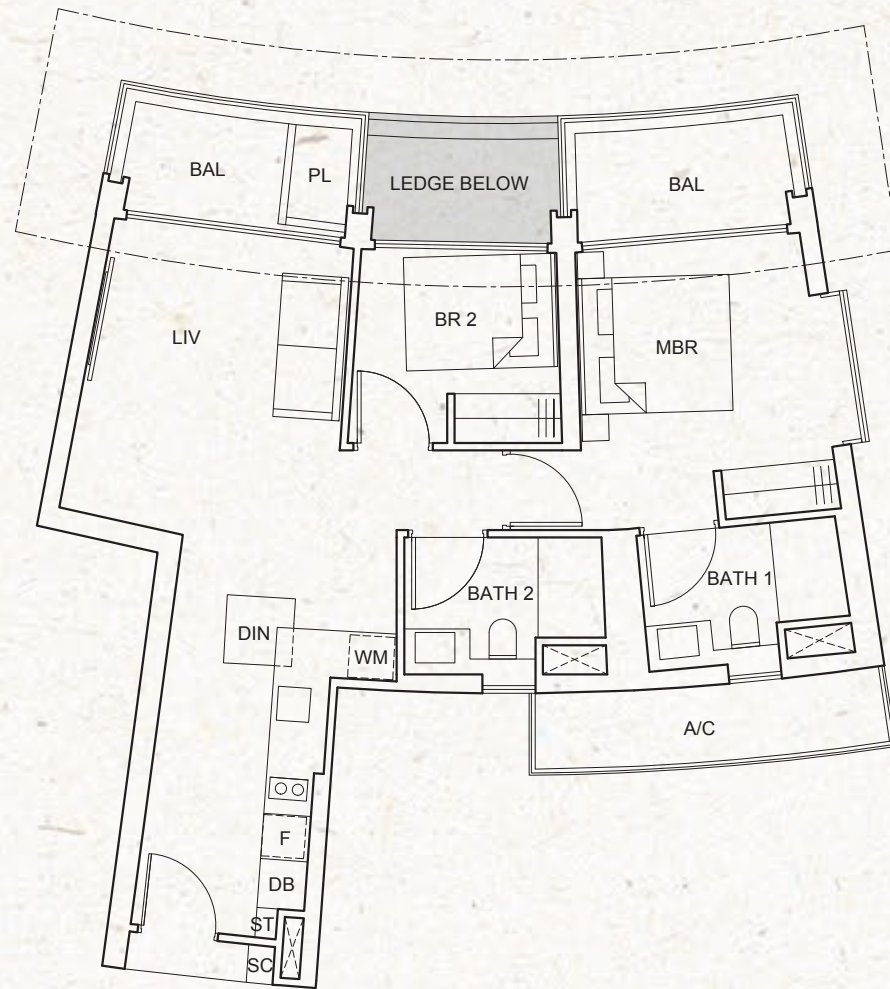 BAL
PL
LEDGE BELOW
BAL
LIV
BR 2
MBR
BATH 2
BATH 1
DIN
WM
A/C
F
DB
ST
SC